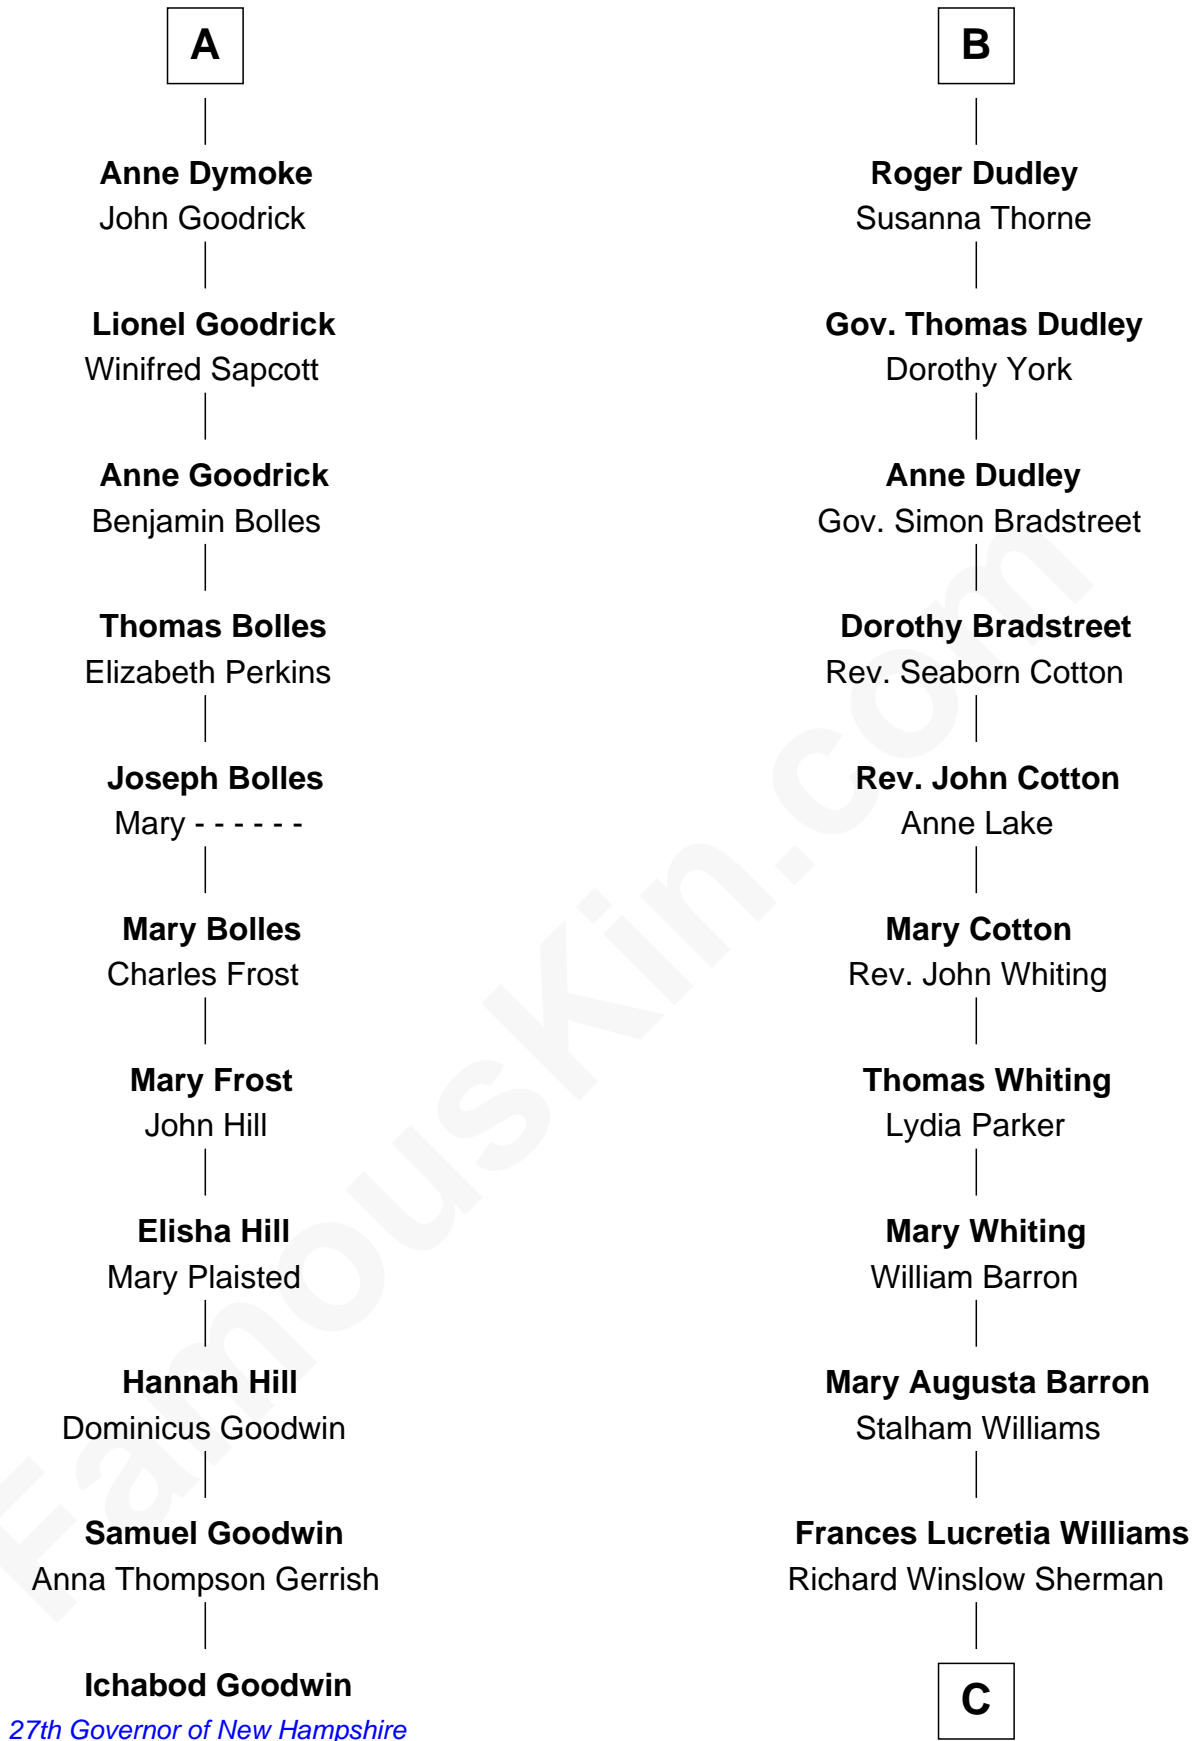 A
Anne Dymoke
John Goodrick
Lionel Goodrick
Winifred Sapcott
Anne Goodrick
Benjamin Bolles
Thomas Bolles
Elizabeth Perkins
Joseph Bolles
Mary - - - - - -
Mary Bolles
Charles Frost
Mary Frost
John Hill
Elisha Hill
Mary Plaisted
Hannah Hill
Dominicus Goodwin
Samuel Goodwin
Anna Thompson Gerrish
Ichabod Goodwin
27th Governor of New Hampshire
B
Roger Dudley
Susanna Thorne
Gov. Thomas Dudley
Dorothy York
Anne Dudley
Gov. Simon Bradstreet
Dorothy Bradstreet
Rev. Seaborn Cotton
Rev. John Cotton
Anne Lake
Mary Cotton
Rev. John Whiting
Thomas Whiting
Lydia Parker
Mary Whiting
William Barron
Mary Augusta Barron
Stalham Williams
Frances Lucretia Williams
Richard Winslow Sherman
C
FamousKin.com